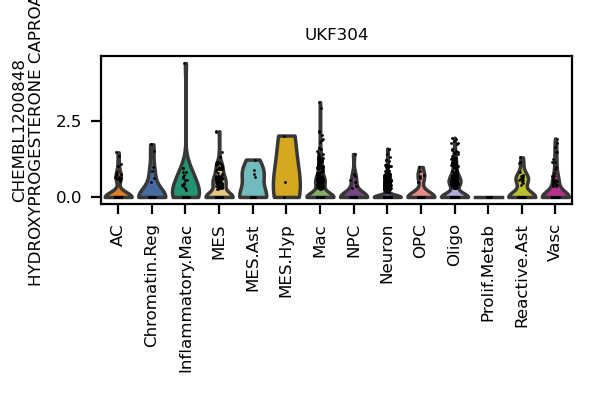 UKF304
CHEMBL1200848
HYDROXYPROGESTERONE
2.5
0.0
AC
Chromatin.Reg
Inflammatory.Mac
MES
MES.Ast
MES.Hyp
Mac
NPC
Neuron
OPC
Oligo
Prolif.Metab
Reactive.Ast
Vasc